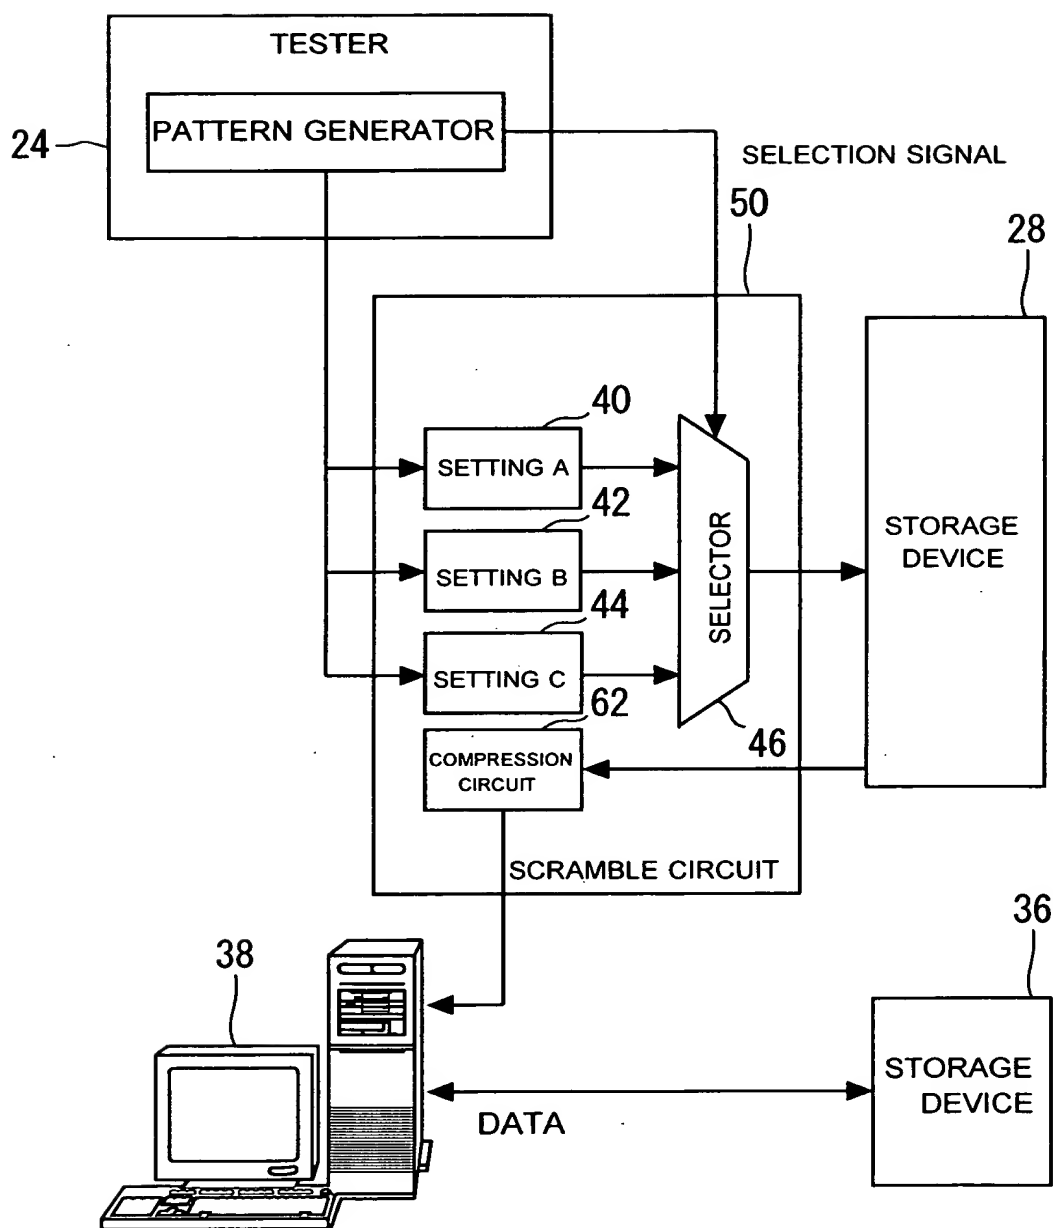 TESTER
PATTERN GENERATOR
24
SELECTION SIGNAL
50
28
40
SETTING A
42
SETTING B
44
SETTING C
SELECTOR
STORAGE
DEVICE
62
46
COMPRESSION
CIRCUIT
SCRAMBLE CIRCUIT
38
36
STORAGE
DEVICE
DATA